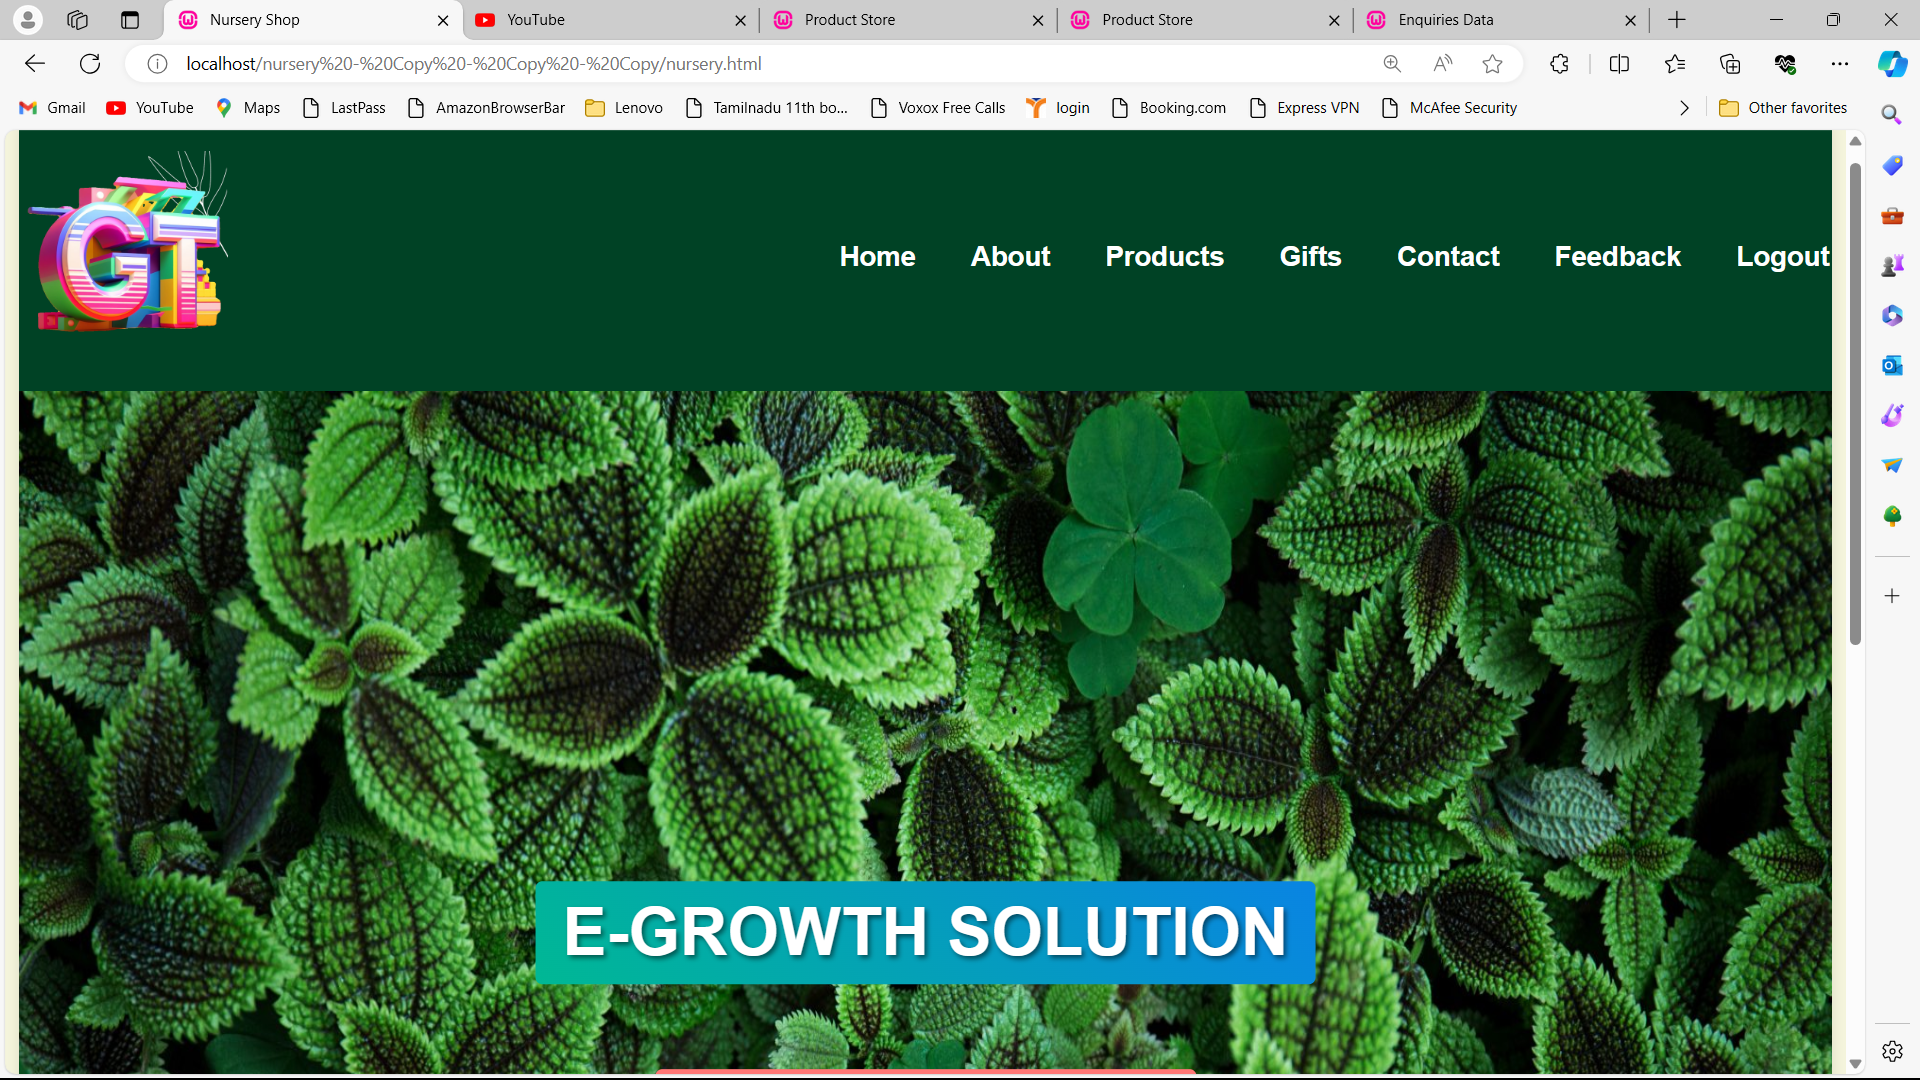 Nursery Shop
YouTube
Product Store
Product Store
Enquiries Data
localhost/nursery%20-%20Copy%20-%20Copy%20-%20Copy/nursery.html
Gmail
YouTube
Maps
LastPass
AmazonBrowserBar
Lenovo
Tamilnadu 11th bo...
Voxox Free Calls
login
Booking.com
Express VPN
McAfee Security
Other favorites
GT
Home
About
Products
Gifts
Contact
Feedback
Logout
E-GROWTH SOLUTION